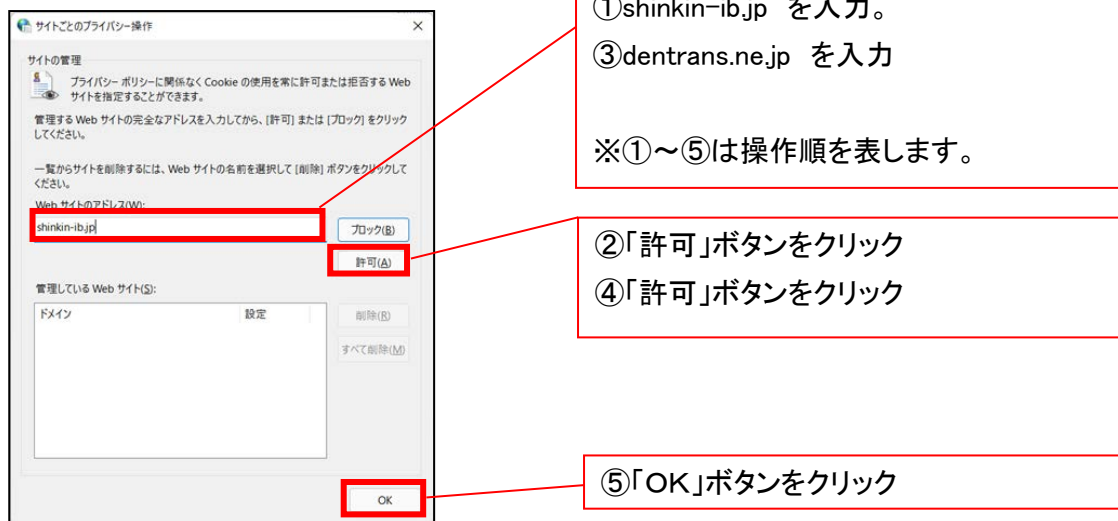 サイトごとのプライバシー操作
サイトの管理
プライバシー ポリシーに関係なく Cookie の使用を常に許可または拒否する Web
サイトを指定することができます。
管理する Web サイトの完全なアドレスを入力してから、[許可] または [ブロック] をクリック
してください。
一覧からサイトを削除するには、Web サイトの名前を選択して [削除] ボタンをクリックして
ください。
Web サイトのアドレス(W):
shinkin-ib.jp
ブロック(B)
許可(A)
管理している Web サイト(S):
ドメイン 設定
削除(R)
すべて削除(M)
OK
①shinkin-ib.jp を入力。
③dentrans.ne.jp を入力
※①~⑤は操作順を表します。
②「許可」ボタンをクリック
④「許可」ボタンをクリック
⑤「OK」ボタンをクリック